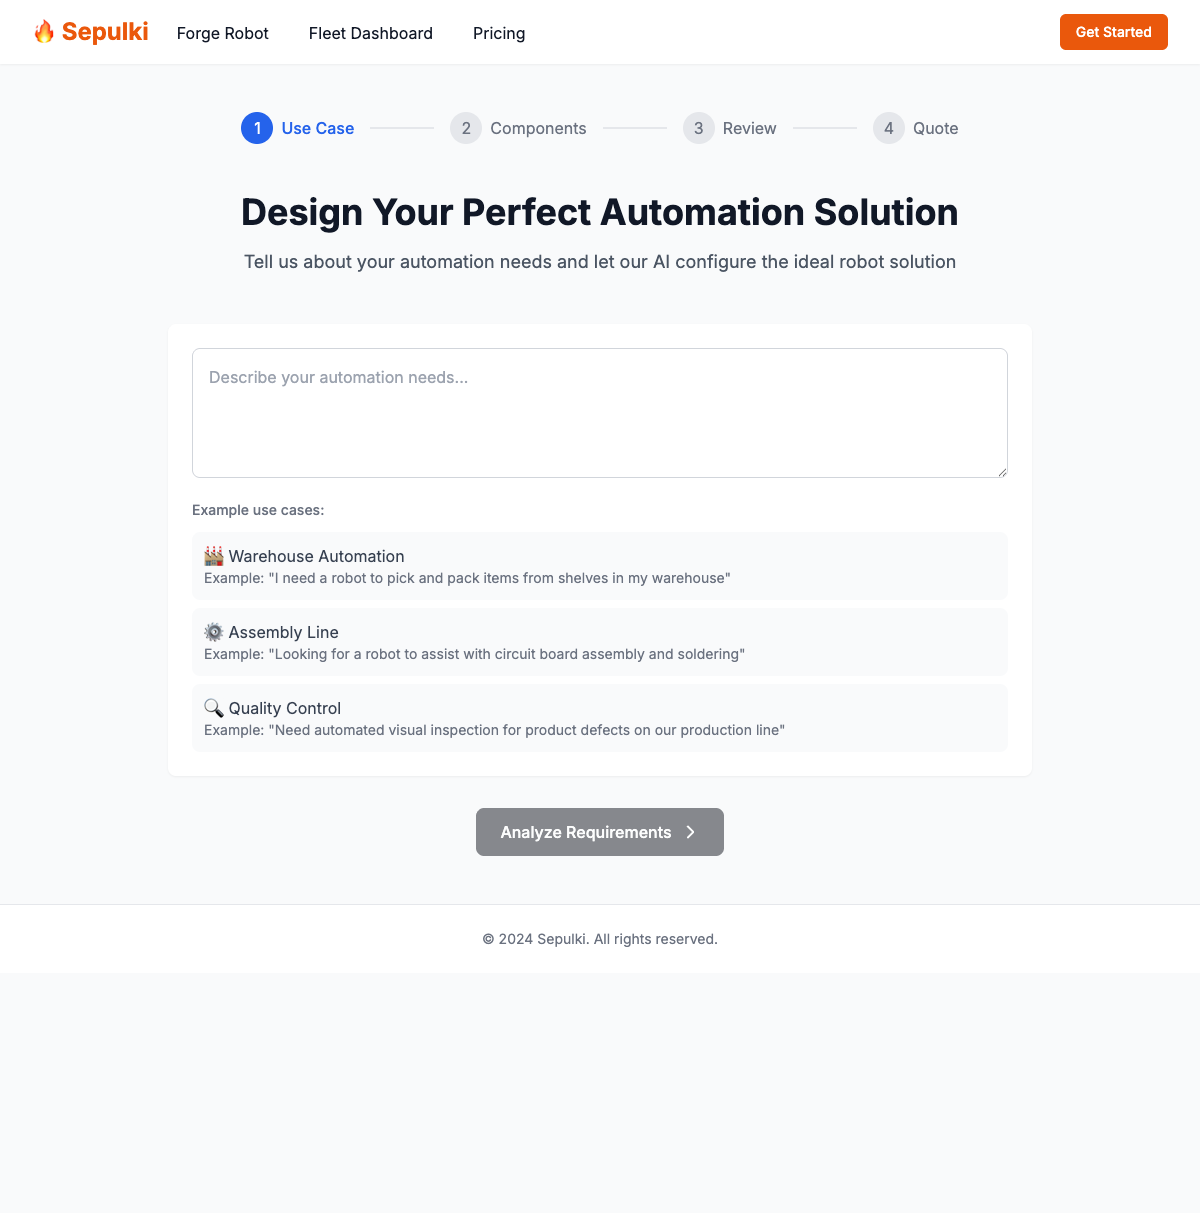 Sepulki
Forge Robot
Fleet Dashboard
Pricing
Get Started
1 Use Case
2 Components
3 Review
4 Quote
Design Your Perfect Automation Solution
Tell us about your automation needs and let our AI configure the ideal robot solution
Describe your automation needs...
Example use cases:
Warehouse Automation
Example: "I need a robot to pick and pack items from shelves in my warehouse"
Assembly Line
Example: "Looking for a robot to assist with circuit board assembly and soldering"
Quality Control
Example: "Need automated visual inspection for product defects on our production line"
Analyze Requirements
© 2024 Sepulki. All rights reserved.